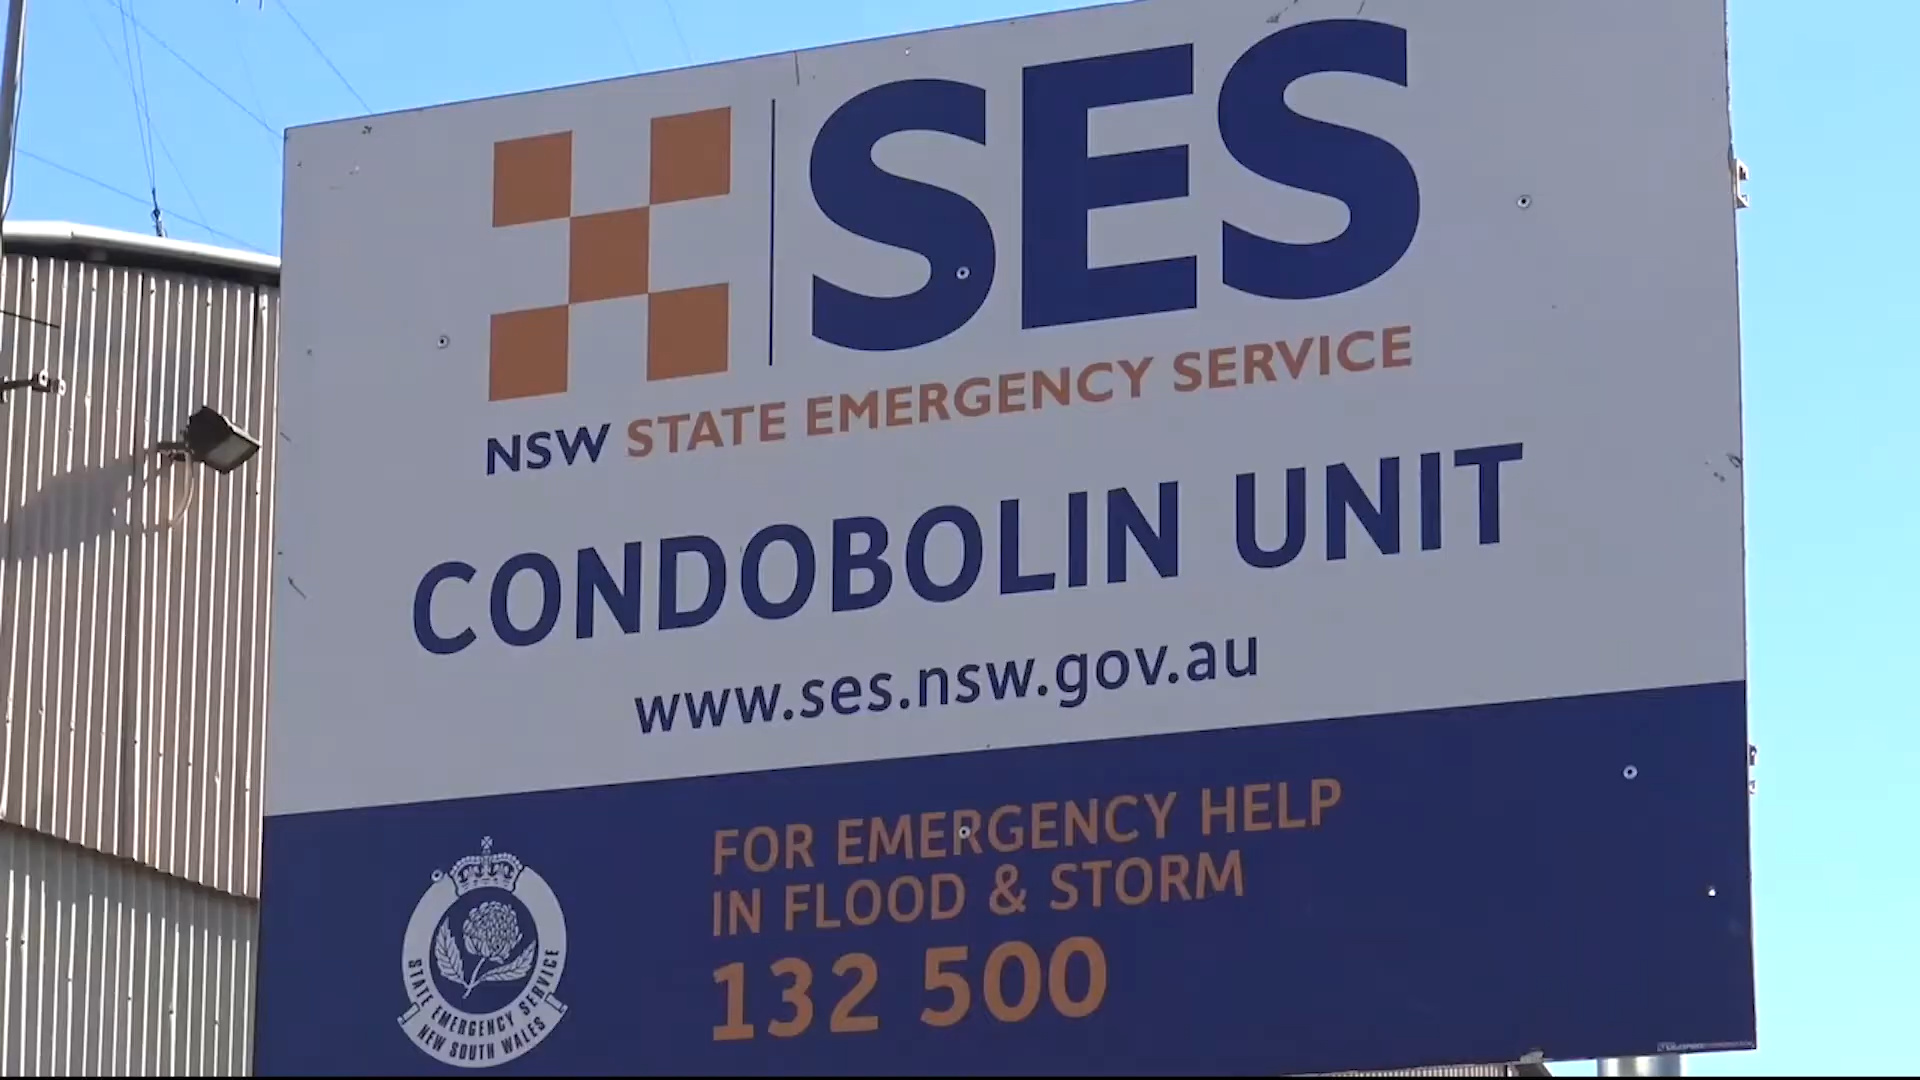 SES
NSW STATE EMERGENCY SERVICE
CONDOBOLIN UNIT
www.ses.nsw.gov.au
FOR EMERGENCY HELP
IN FLOOD & STORM
132 500
STATE EMERGENCY SERVICE
NEW SOUTH WALES